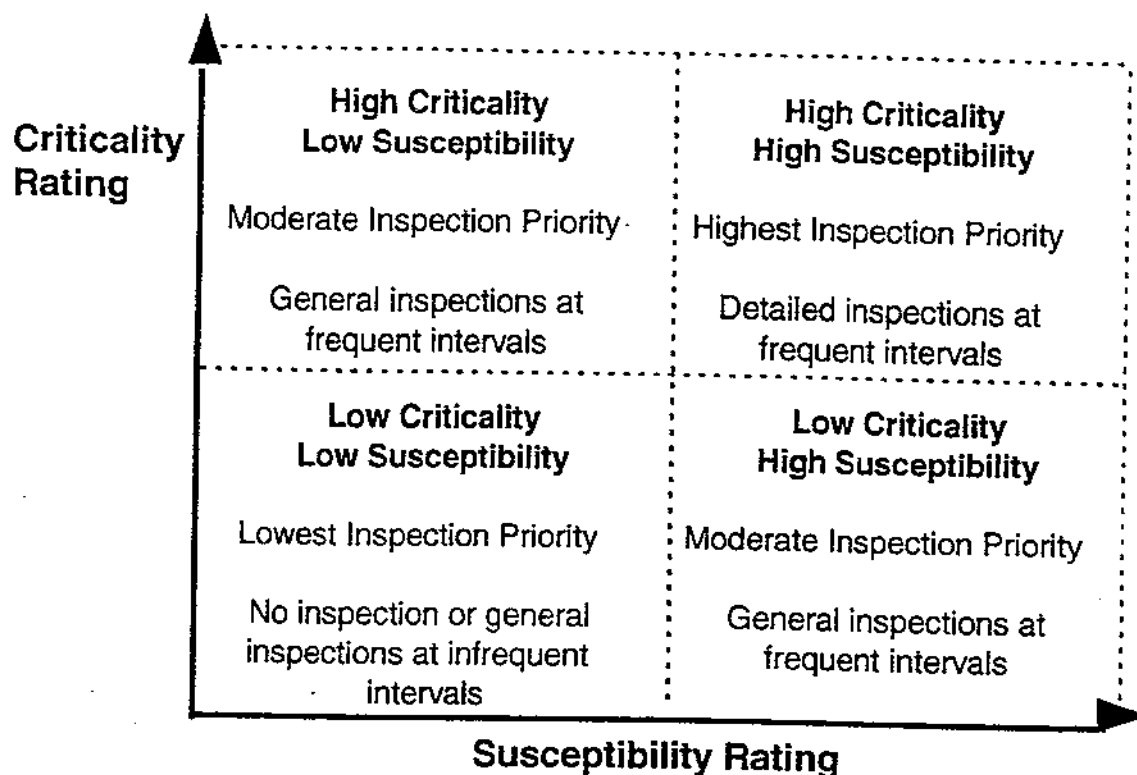 Criticality
Rating
High Criticality
Low Susceptibility
Moderate Inspection Priority
General inspections at
frequent intervals
High Criticality
High Susceptibility
Highest Inspection Priority
Detailed inspections at
frequent intervals
Low Criticality
Low Susceptibility
Lowest Inspection Priority
No inspection or general
inspections at infrequent
intervals
Low Criticality
High Susceptibility
Moderate Inspection Priority
General inspections at
frequent intervals
Susceptibility Rating